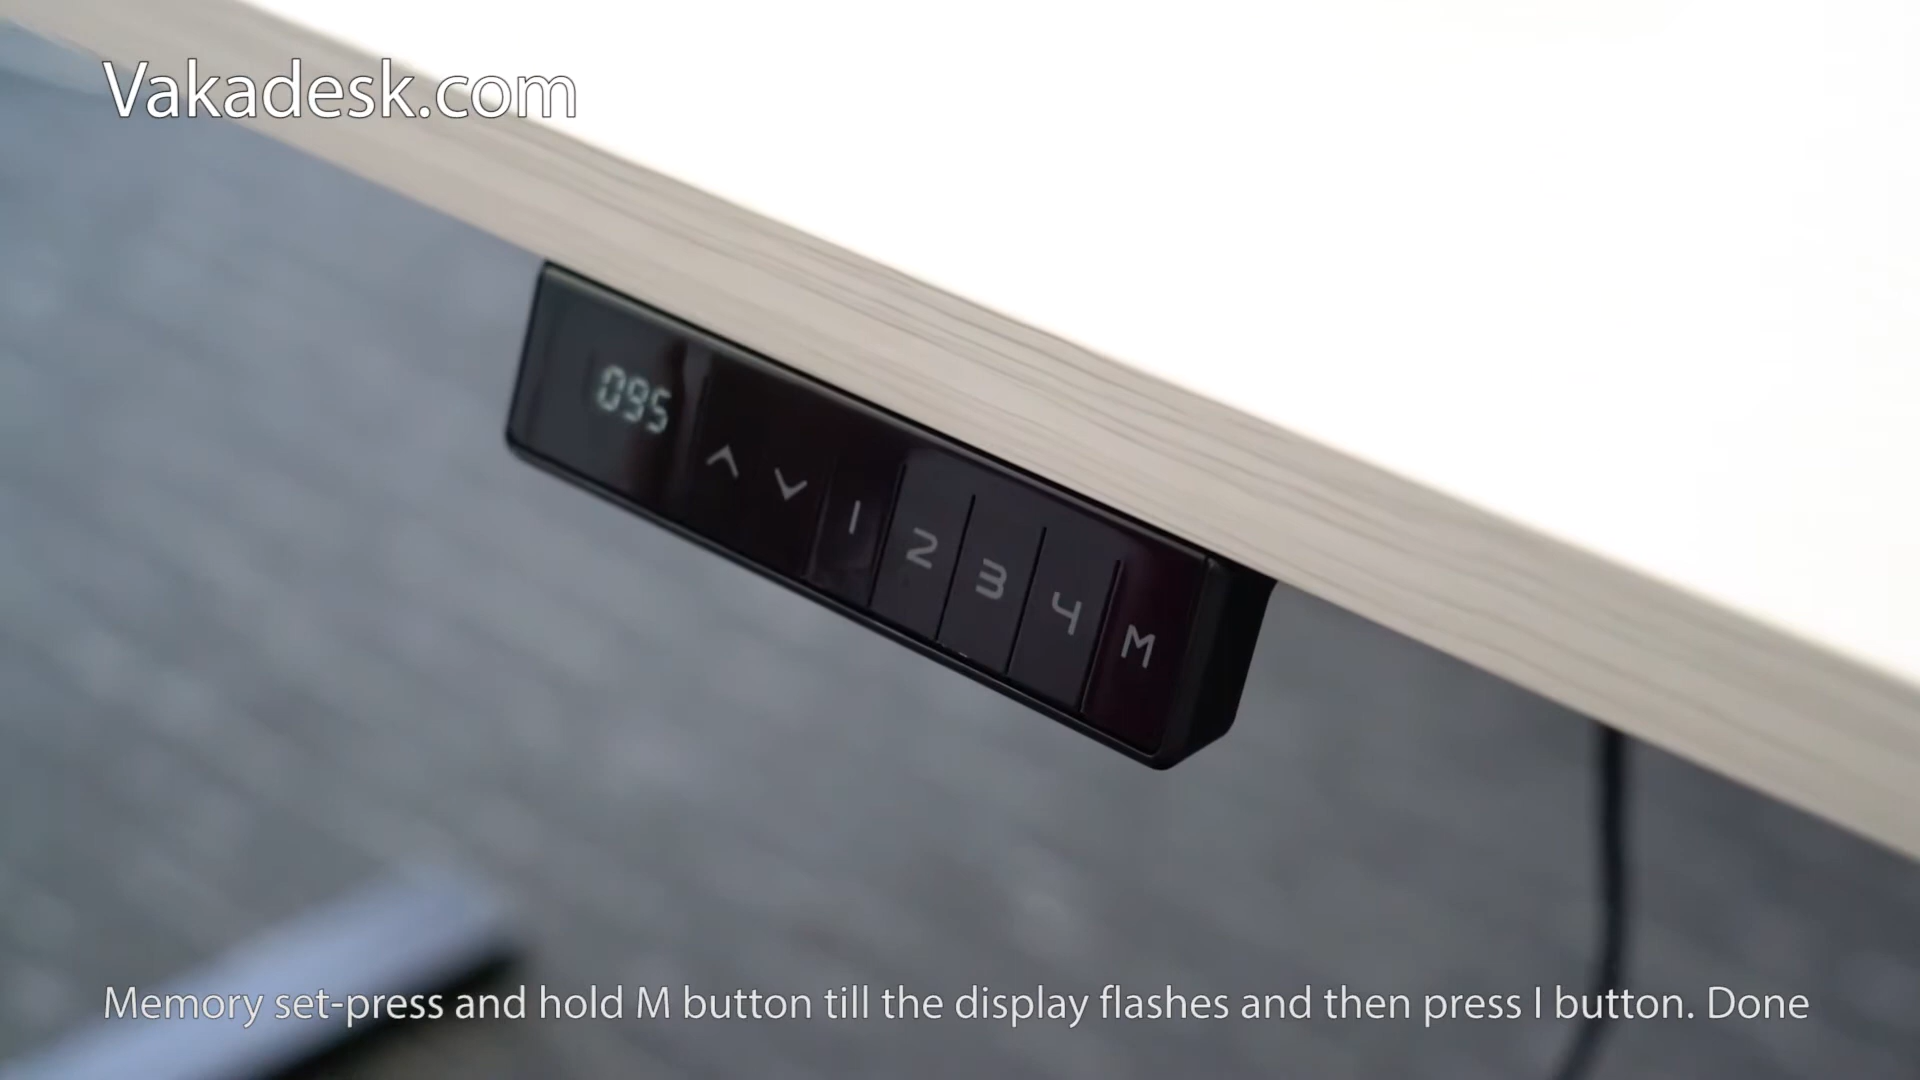 Vakadesk.com
095
1 2 3 4 M
Memory set-press and hold M button till the display flashes and then press I button. Done